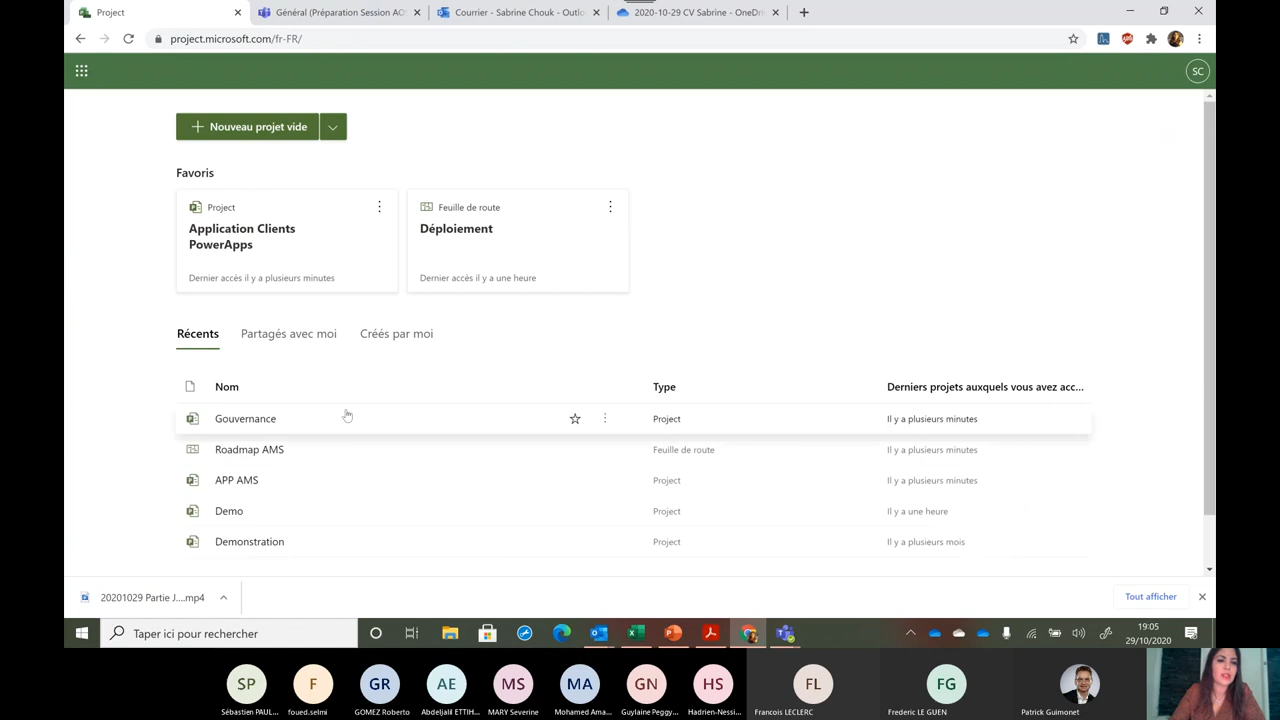 Project
Général (Préparation Session AO
Courrier - Sabrine Chouk - Outlo
2020-10-29 CV Sabrine - OneDri
project.microsoft.com/fr-FR/
SC
Nouveau projet vide
Favoris
Project
Application Clients
PowerApps
Dernier accès il y a plusieurs minutes
Feuille de route
Déploiement
Dernier accès il y a une heure
Récents
Partagés avec moi
Créés par moi
Nom
Type
Derniers projets auxquels vous avez acc...
Gouvernance
Project
Il y a plusieurs minutes
Roadmap AMS
Feuille de route
Il y a plusieurs minutes
APP AMS
Project
Il y a plusieurs minutes
Demo
Project
Il y a une heure
Demonstration
Project
Il y a plusieurs mois
20201029 Partie J....mp4
Tout afficher
Taper ici pour rechercher
19:05
29/10/2020
SP
F
GR
AE
MS
MA
GN
HS
FL
FG
Sébastien PAUL...
foued.selmi
GOMEZ Roberto
Abdeljalil ETTIH...
MARY Severine
Mohamed Ama...
Guylaine Peggy...
Hadrien-Nessi...
Francois LECLERC
Frederic LE GUEN
Patrick Guimonet